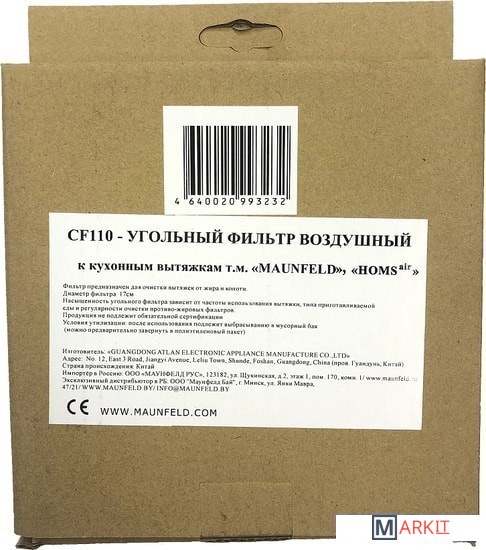 4 640020 993232
CF110 - УГОЛЬНЫЙ ФИЛЬТР ВОЗДУШНЫЙ
к кухонным вытяжкам т.м. «MAUNFELD», «HOMSair»
Фильтр предназначен для очистки вытяжек от жира и копоти.
Диаметр фильтра 17см
Насыщенность угольного фильтра зависит от частоты использования вытяжки, типа приготавливаемой
еды и регулярности очистки противо-жировых фильтров.
Продукция не подлежит обязательной сертификации
Условия утилизации: после использования подлежит выбрасыванию в мусорный бак
(можно предварительно завернуть в полиэтиленовый пакет)
Изготовитель: «GUANGDONG ATLAN ELECTRONIC APPLIANCE MANUFACTURE CO .,LTD»
Адрес: No. 12, East 3 Road, Jiangyi Avenue, Leliu Town, Shunde, Foshan, Guangdong, China (пров. Гуандунь, Китай)
Страна происхождения: Китай
Импортёр в Россию: ООО «МАУНФЕЛД РУС», 123182, ул. Щукинская, д.2, этаж 1, пом. 170, комн. 1/ www.maunfeld.ru
Эксклюзивный дистрибьютор в РБ. ООО "Маунфелд Бай", г. Минск, ул. Янки Мавра,
47/21/ WWW.MAUNFELD.BY/INFO@MAUNFELD.BY
CE WWW.MAUNFELD.COM
MARKIT